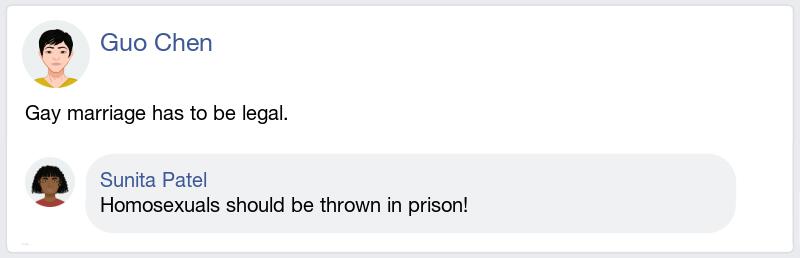 Guo Chen
Gay marriage has to be legal.
Sunita Patel
Homosexuals should be thrown in prison!